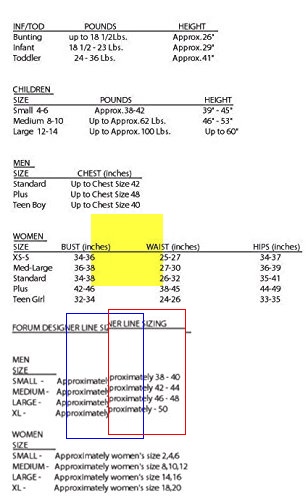 INF/TOD POUNDS HEIGHT
Bunting up to 18 1/2Lbs. Approx.26"
Infant 18 1/2 - 23 Lbs. Approx.29"
Toddler 24 - 36 Lbs. Approx.41"
CHILDREN
SIZE POUNDS HEIGHT
Small 4-6 Approx.38-42 39" - 45"
Medium 8-10 Up to Approx.62 Lbs. 46" - 53"
Large 12-14 Up to Approx.100 Lbs. Up to 60"
MEN
SIZE CHEST (inches)
Standard Up to Chest Size 42
Plus Up to Chest Size 48
Teen Boy Up to Chest Size 40
WOMEN
SIZE BUST (inches) WAIST (inches) HIPS (inches)
XS-S 34-36 25-27 34-37
Med-Large 36-38 27-30 36-39
Standard 34-38 26-32 35-41
Plus 42-46 38-45 44-49
Teen Girl 32-34 24-26 33-35
FORUM DESIGNER LINE SI NER LINE SIZING
MEN
SIZE
SMALL - Approximately proximately 38 - 40
MEDIUM - Approximately proximately 42 - 44
LARGE - Approximately proximately 46 - 48
XL - Approximately proximately - 50
WOMEN
SIZE
SMALL - Approximately women's size 2,4,6
MEDIUM - Approximately women's size 8,10,12
LARGE - Approximately women's size 14,16
XL - Approximately women's size 18,20